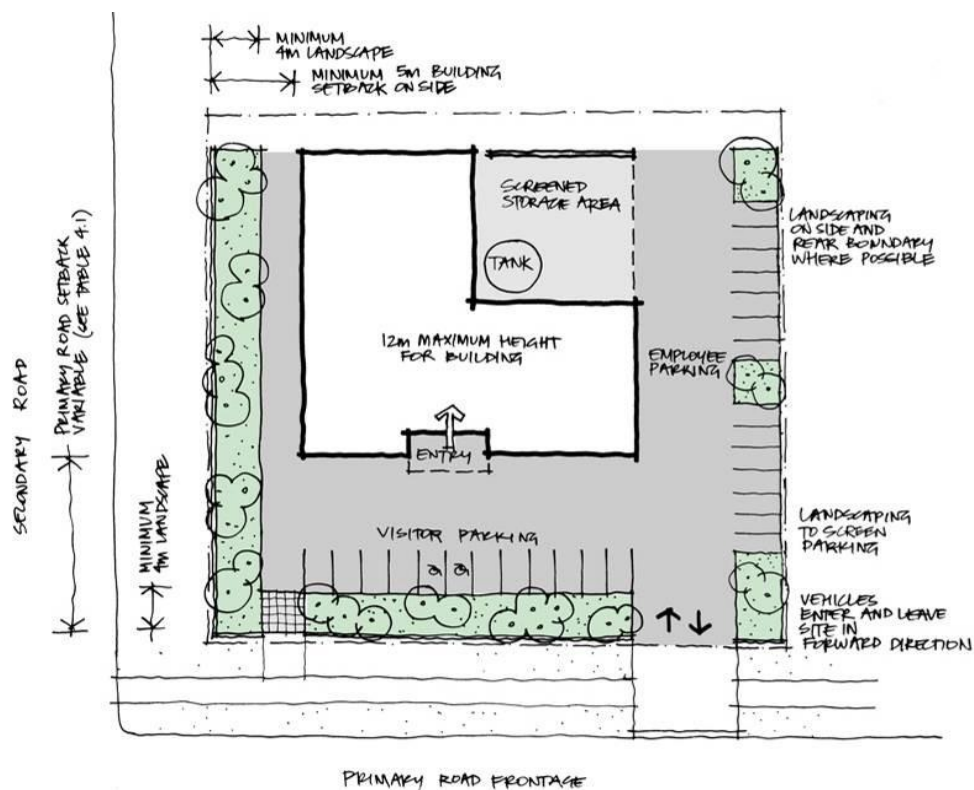 MINIMUM
4M LANDSCAPE
MINIMUM 5M BUILDING
SETBACK ON SIDE
SCREENED
STORAGE AREA
TANK
LANDSCAPING
ON SIDE AND
REAR BOUNDARY
WHERE POSSIBLE
12M MAXIMUM HEIGHT
FOR BUILDING
EMPLOYEE
PARKING
ENTRY
SECONDARY ROAD
PRIMARY ROAD SETBACK
VARIABLE (SEE TABLE 4.1)
MINIMUM
4M LANDSCAPE
VISITOR PARKING
LANDSCAPING
TO SCREEN
PARKING
VEHICLES
ENTER AND LEAVE
SITE IN
FORWARD DIRECTION
PRIMARY ROAD FRONTAGE